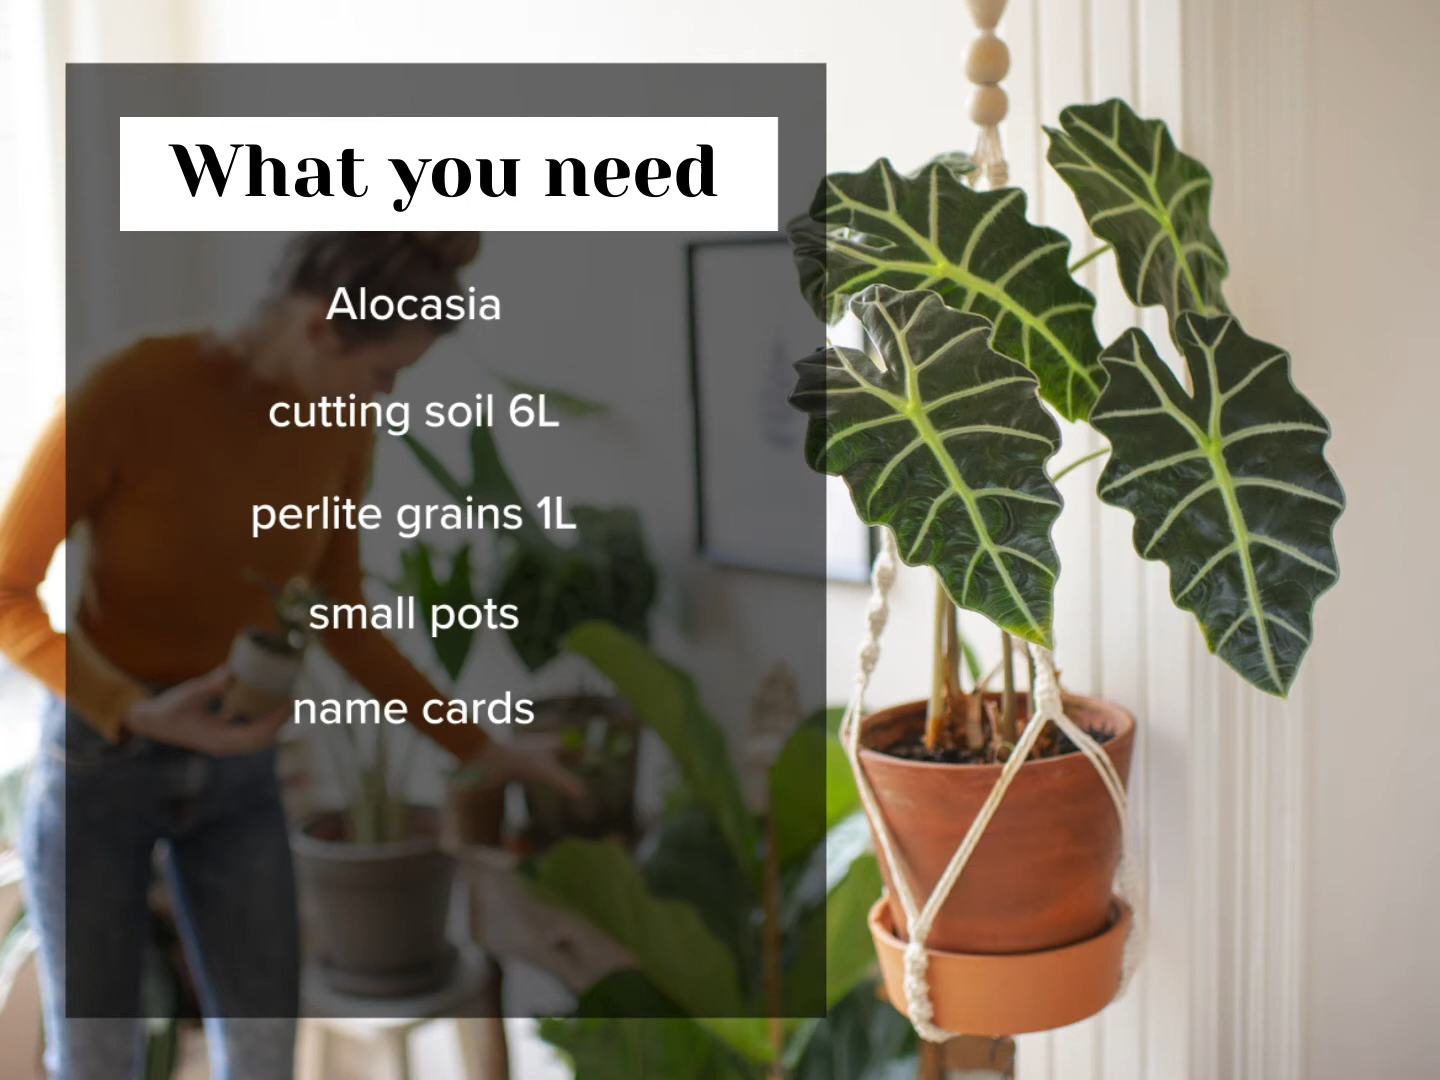 What you need
Alocasia
cutting soil 6L
perlite grains 1L
small pots
name cards